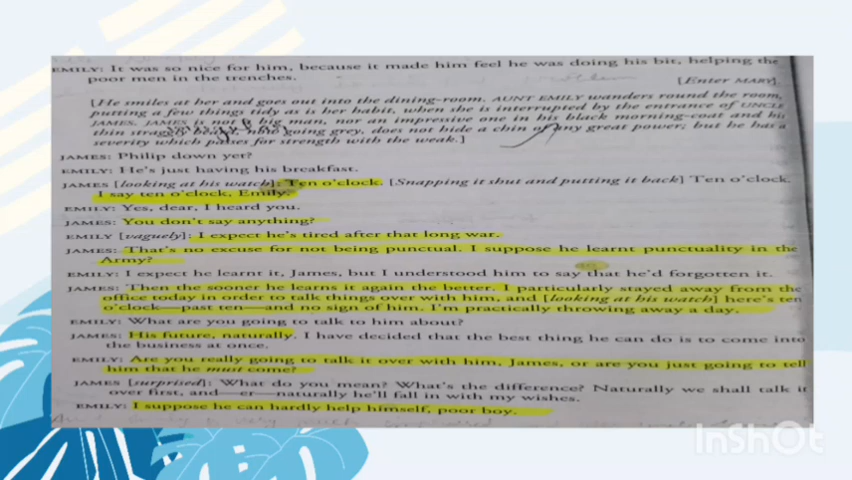 EMILY: It was so nice for him, because it made him feel he was doing his bit, helping the
poor men in the trenches.
[Enter MARY].
[He smiles at her and goes out into the dining-room. AUNT EMILY wanders round the room,
putting a few things tidy as is her habit, when she is interrupted by the entrance of UNCLE
JAMES. JAMES is not a big man, nor an impressive one in his black morning-coat and his
thin straggly beard, now going grey, does not hide a chin of any great power; but he has a
severity which passes for strength with the weak.]
JAMES: Philip down yet?
EMILY: He's just having his breakfast.
JAMES [looking at his watch]: Ten o'clock. [Snapping it shut and putting it back] Ten o'clock.
I say ten o'clock, Emily.
EMILY: Yes, dear, I heard you.
JAMES: You don't say anything?
EMILY [vaguely]: I expect he's tired after that long war.
JAMES: That's no excuse for not being punctual. I suppose he learnt punctuality in the
Army?
EMILY: I expect he learnt it, James, but I understood him to say that he'd forgotten it.
JAMES: Then the sooner he learns it again the better. I particularly stayed away from the
office today in order to talk things over with him, and [looking at his watch] here's ten
o'clock—past ten—and no sign of him. I'm practically throwing away a day.
EMILY: What are you going to talk to him about?
JAMES: His future, naturally. I have decided that the best thing he can do is to come into
the business at once.
EMILY: Are you really going to talk it over with him, James, or are you just going to tell
him that he must come?
JAMES [surprised]: What do you mean? What's the difference? Naturally we shall talk it
over first, and—er—naturally he'll fall in with my wishes.
EMILY: I suppose he can hardly help himself, poor boy.
InShOt